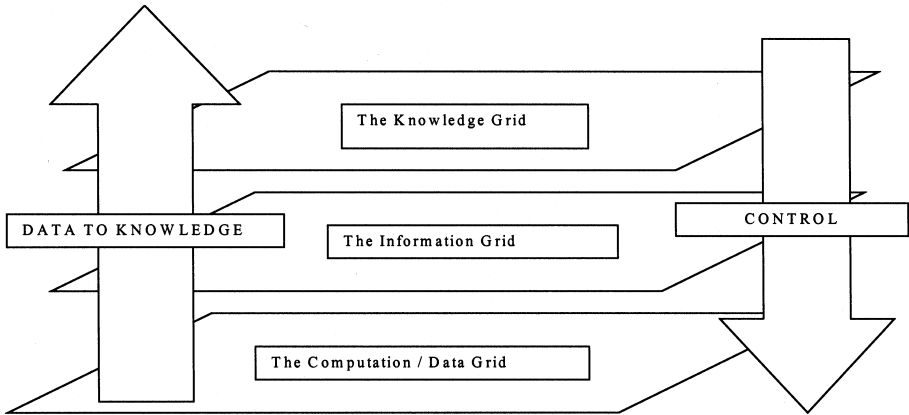 The Knowledge Grid
DATA TO KNOWLEDGE
CONTROL
The Information Grid
The Computation / Data Grid